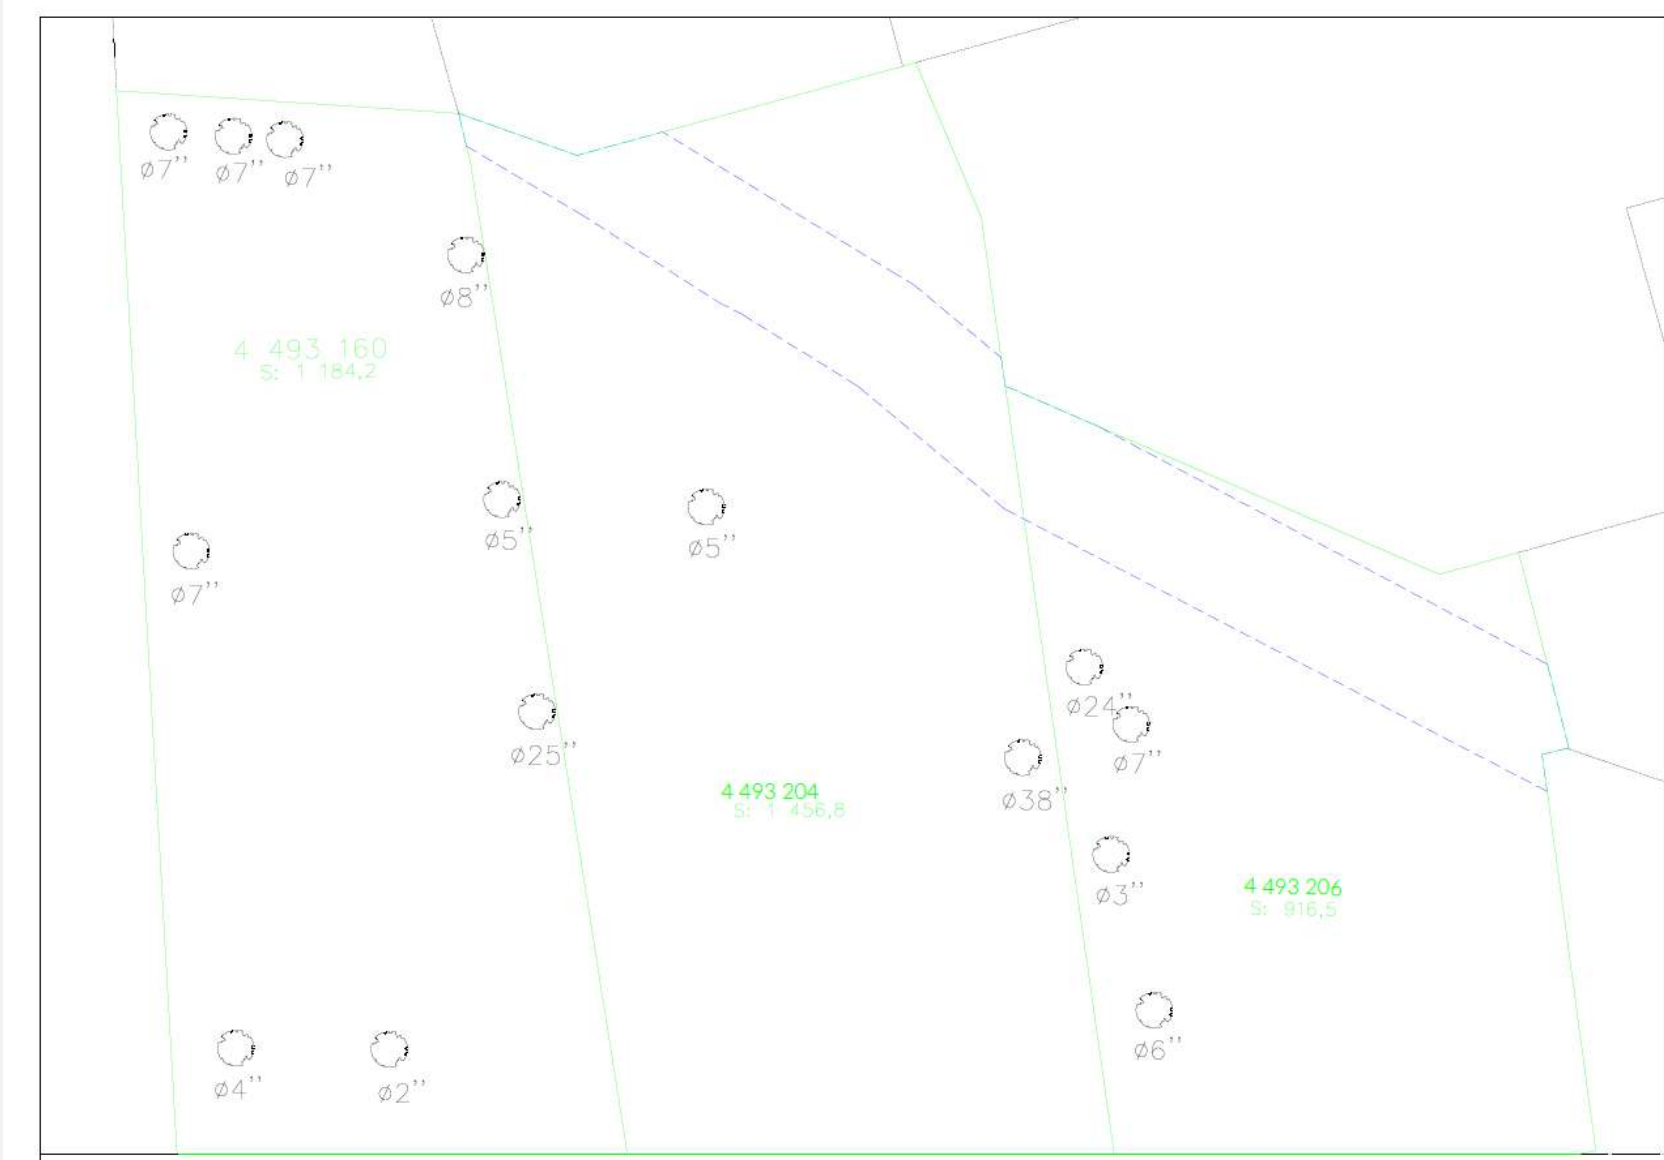 ø7’’ ø7’’ ø7’’
ø8’’
4 493 160
S: 1 184,2
ø5’’ ø5’’
ø7’’
ø24’’
ø25’’
ø7’’
4 493 204
S: 1 456,8
ø38’’
4 493 206
S: 916,5
ø3’’
ø6’’
ø4’’ ø2’’